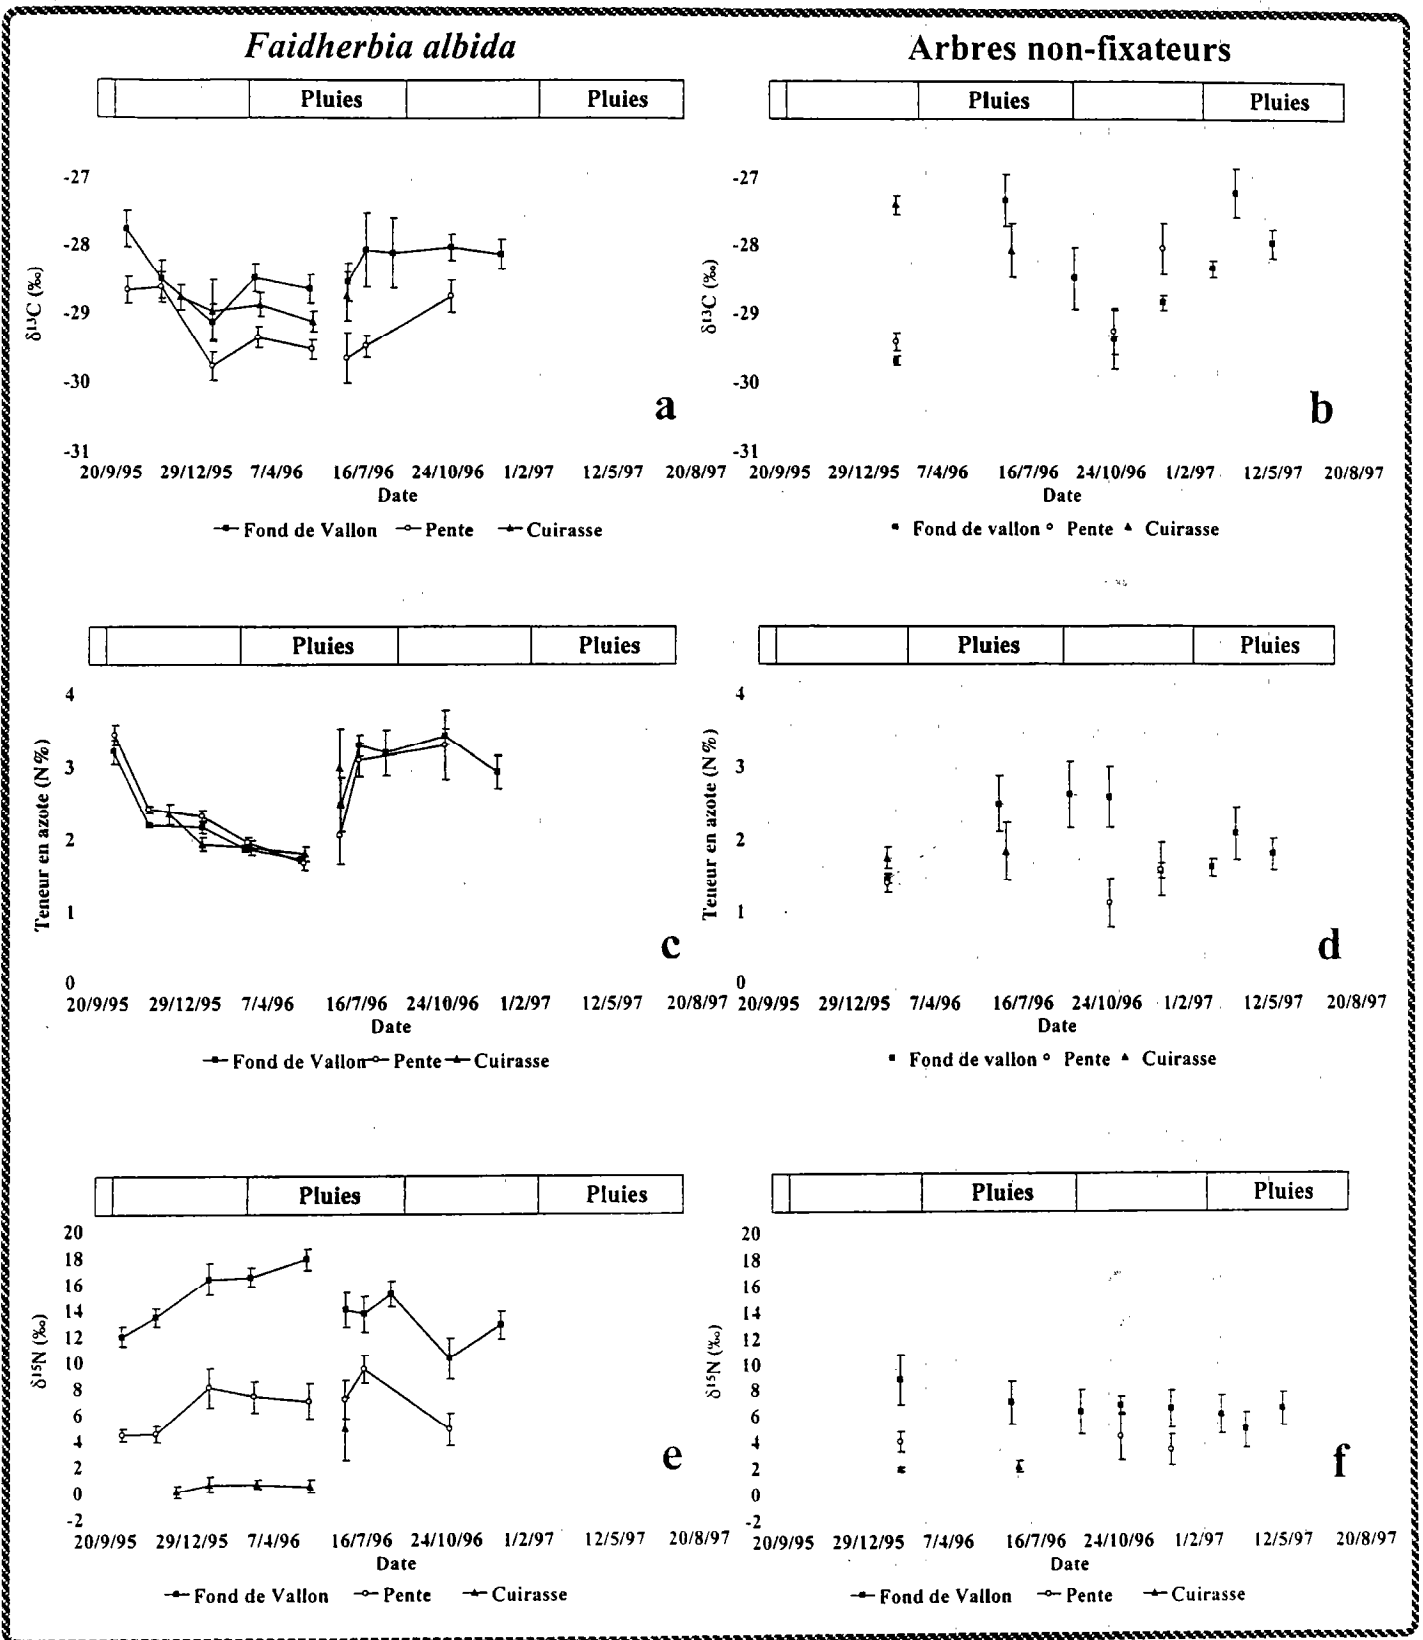 Faidherbia albida
Arbres non-fixateurs
Pluies Pluies
Pluies Pluies
δ¹³C (‰)
-27
-28
-29
-30
-31
a
20/9/95 29/12/95 7/4/96 16/7/96 24/10/96 1/2/97 12/5/97 20/8/97
Date
Fond de Vallon Pente Cuirasse
δ¹³C (‰)
-27
-28
-29
-30
-31
b
20/9/95 29/12/95 7/4/96 16/7/96 24/10/96 1/2/97 12/5/97 20/8/97
Date
Fond de vallon Pente Cuirasse
Pluies Pluies
Teneur en azote (N%)
4
3
2
1
0
c
20/9/95 29/12/95 7/4/96 16/7/96 24/10/96 1/2/97 12/5/97 20/8/97
Date
Fond de Vallon Pente Cuirasse
Pluies Pluies
Teneur en azote (N%)
4
3
2
1
0
d
20/9/95 29/12/95 7/4/96 16/7/96 24/10/96 1/2/97 12/5/97 20/8/97
Date
Fond de vallon Pente Cuirasse
Pluies Pluies
δ¹⁵N (‰)
20
18
16
14
12
10
8
6
4
2
0
-2
e
20/9/95 29/12/95 7/4/96 16/7/96 24/10/96 1/2/97 12/5/97 20/8/97
Date
Fond de Vallon Pente Cuirasse
Pluies Pluies
δ¹⁵N (‰)
20
18
16
14
12
10
8
6
4
2
0
-2
f
20/9/95 29/12/95 7/4/96 16/7/96 24/10/96 1/2/97 12/5/97 20/8/97
Date
Fond de Vallon Pente Cuirasse